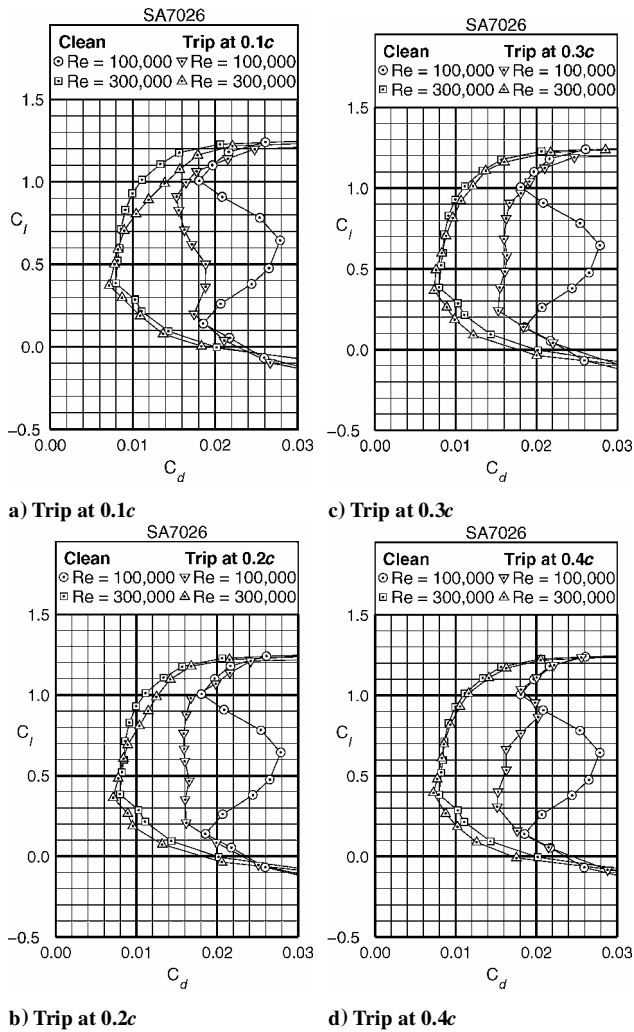 SA7026
Clean Trip at 0.1c
Re = 100,000 Re = 100,000
Re = 300,000 Re = 300,000
1.5
1.0
C_l
0.5
0.0
−0.5
0.00 0.01 0.02 0.03
C_d
a) Trip at 0.1c
SA7026
Clean Trip at 0.3c
Re = 100,000 Re = 100,000
Re = 300,000 Re = 300,000
1.5
1.0
C_l
0.5
0.0
−0.5
0.00 0.01 0.02 0.03
C_d
c) Trip at 0.3c
SA7026
Clean Trip at 0.2c
Re = 100,000 Re = 100,000
Re = 300,000 Re = 300,000
1.5
1.0
C_l
0.5
0.0
−0.5
0.00 0.01 0.02 0.03
C_d
b) Trip at 0.2c
SA7026
Clean Trip at 0.4c
Re = 100,000 Re = 100,000
Re = 300,000 Re = 300,000
1.5
1.0
C_l
0.5
0.0
−0.5
0.00 0.01 0.02 0.03
C_d
d) Trip at 0.4c